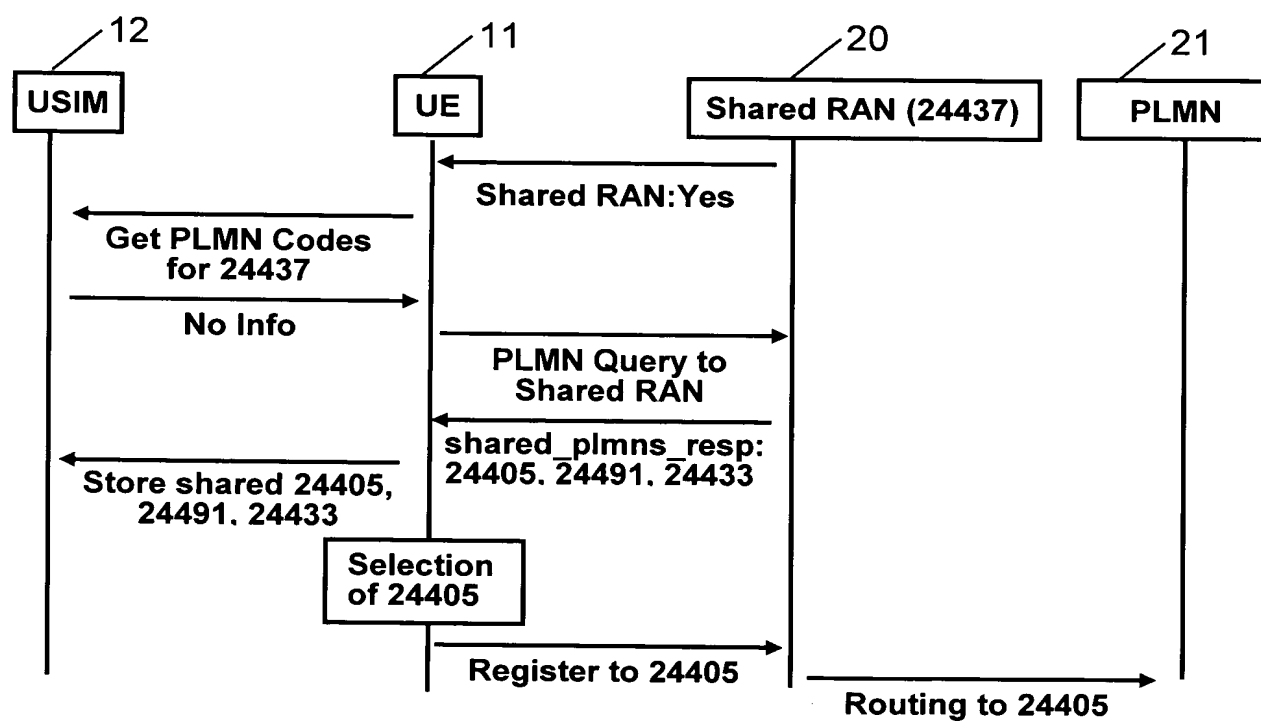 12
11
20
21
USIM
UE
Shared RAN (24437)
PLMN
Shared RAN:Yes
Get PLMN Codes
for 24437
No Info
PLMN Query to
Shared RAN
shared_plmns_resp:
24405, 24491, 24433
Store shared 24405,
24491, 24433
Selection
of 24405
Register to 24405
Routing to 24405